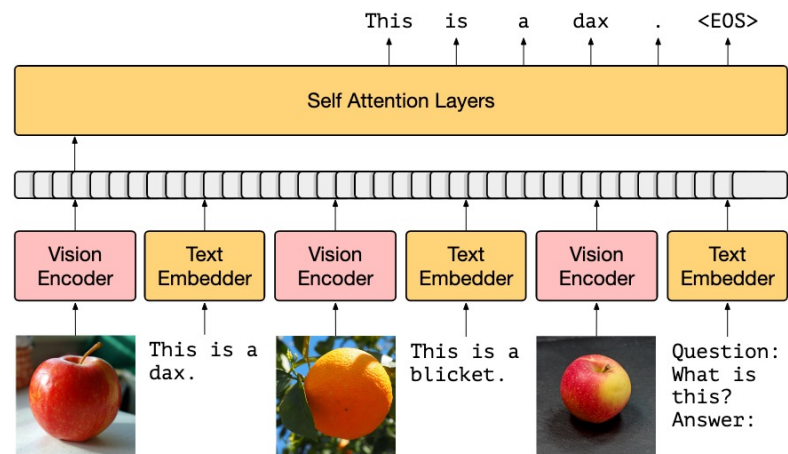 This is a dax . <EOS>
Self Attention Layers
Vision
Encoder
Text
Embedder
Vision
Encoder
Text
Embedder
Vision
Encoder
Text
Embedder
This is a
dax.
This is a
blicket.
Question:
What is
this?
Answer: